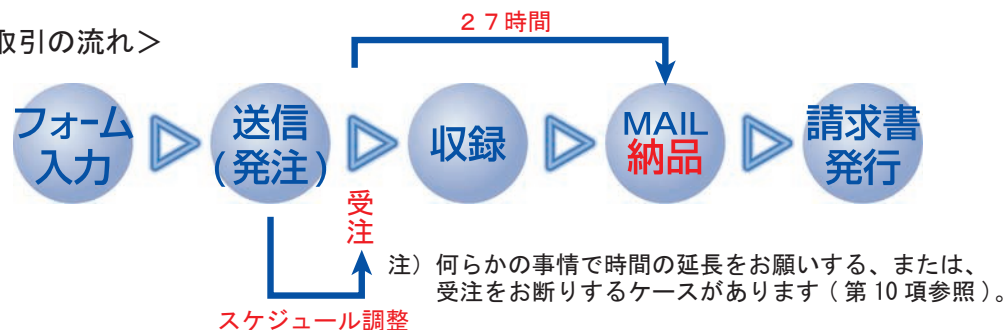 ２７時間
取引の流れ＞
フォーム
入力
送信
(発注)
収録
MAIL
納品
請求書
発行
受
注
注）何らかの事情で時間の延長をお願いする、または、
受注をお断りするケースがあります(第10項参照)。
スケジュール調整